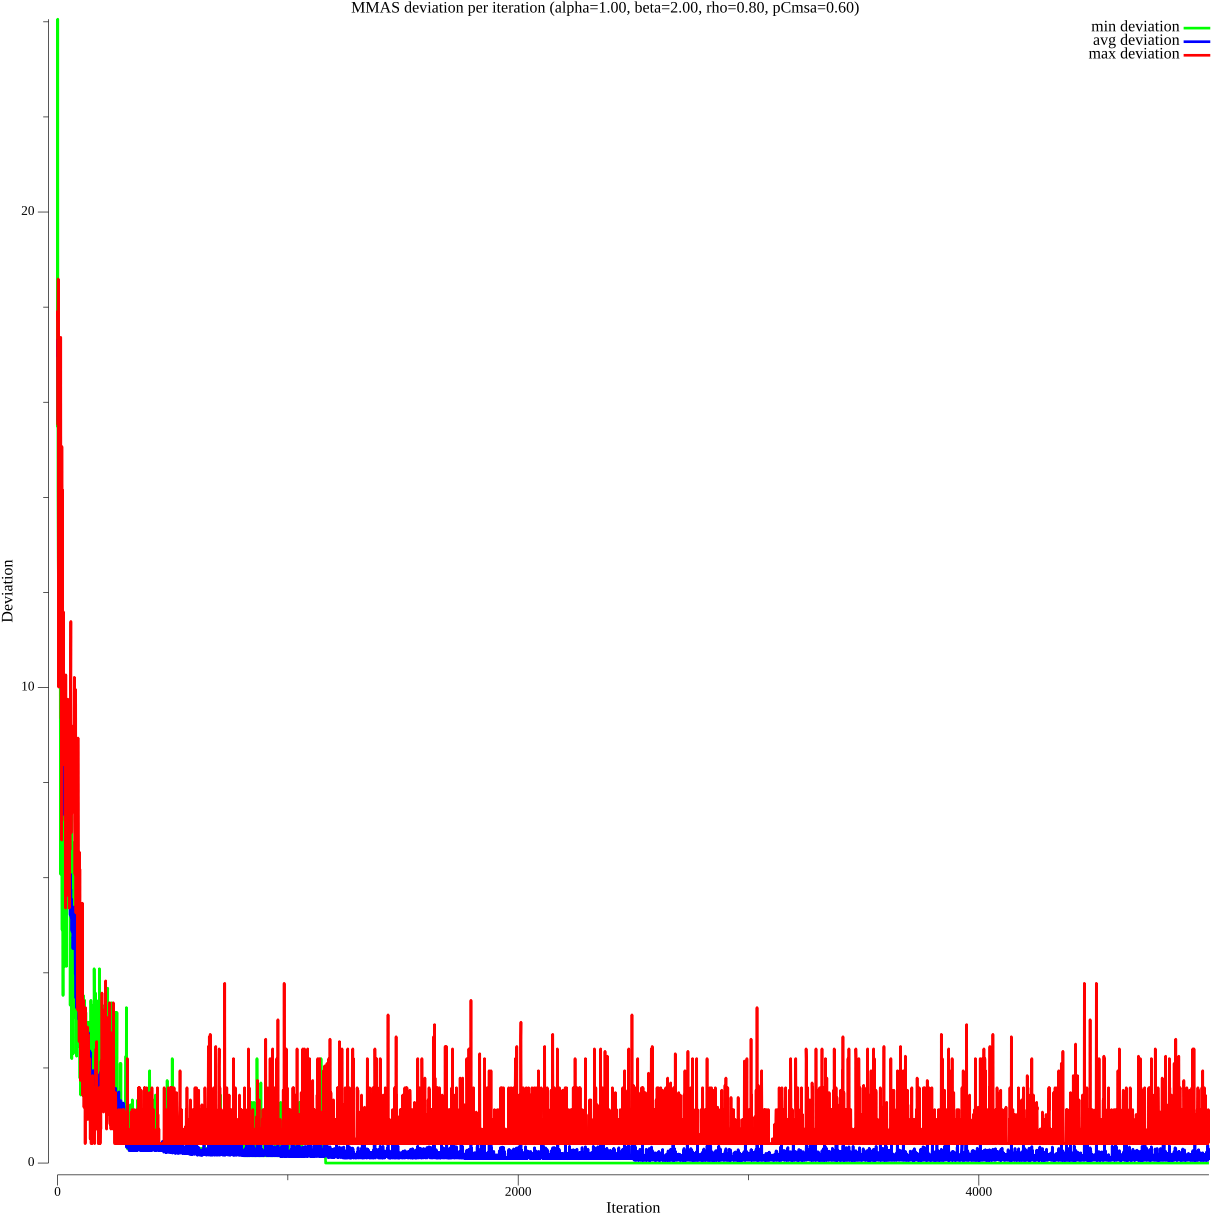 MMAS deviation per iteration (alpha=1.00, beta=2.00, rho=0.80, pCmsa=0.60)
min deviation
avg deviation
max deviation
20
10
0
Deviation
0
2000
4000
Iteration